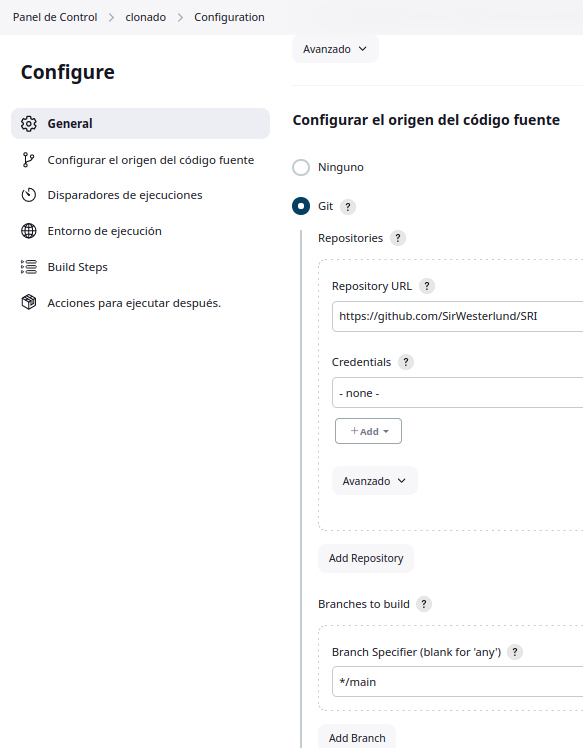 Panel de Control > clonado > Configuration
Configure
General
Configurar el origen del código fuente
Disparadores de ejecuciones
Entorno de ejecución
Build Steps
Acciones para ejecutar después.
Avanzado
Configurar el origen del código fuente
Ninguno
Git ?
Repositories ?
Repository URL ?
https://github.com/SirWesterlund/SRI
Credentials ?
- none -
+ Add
Avanzado
Add Repository
Branches to build ?
Branch Specifier (blank for 'any') ?
*/main
Add Branch